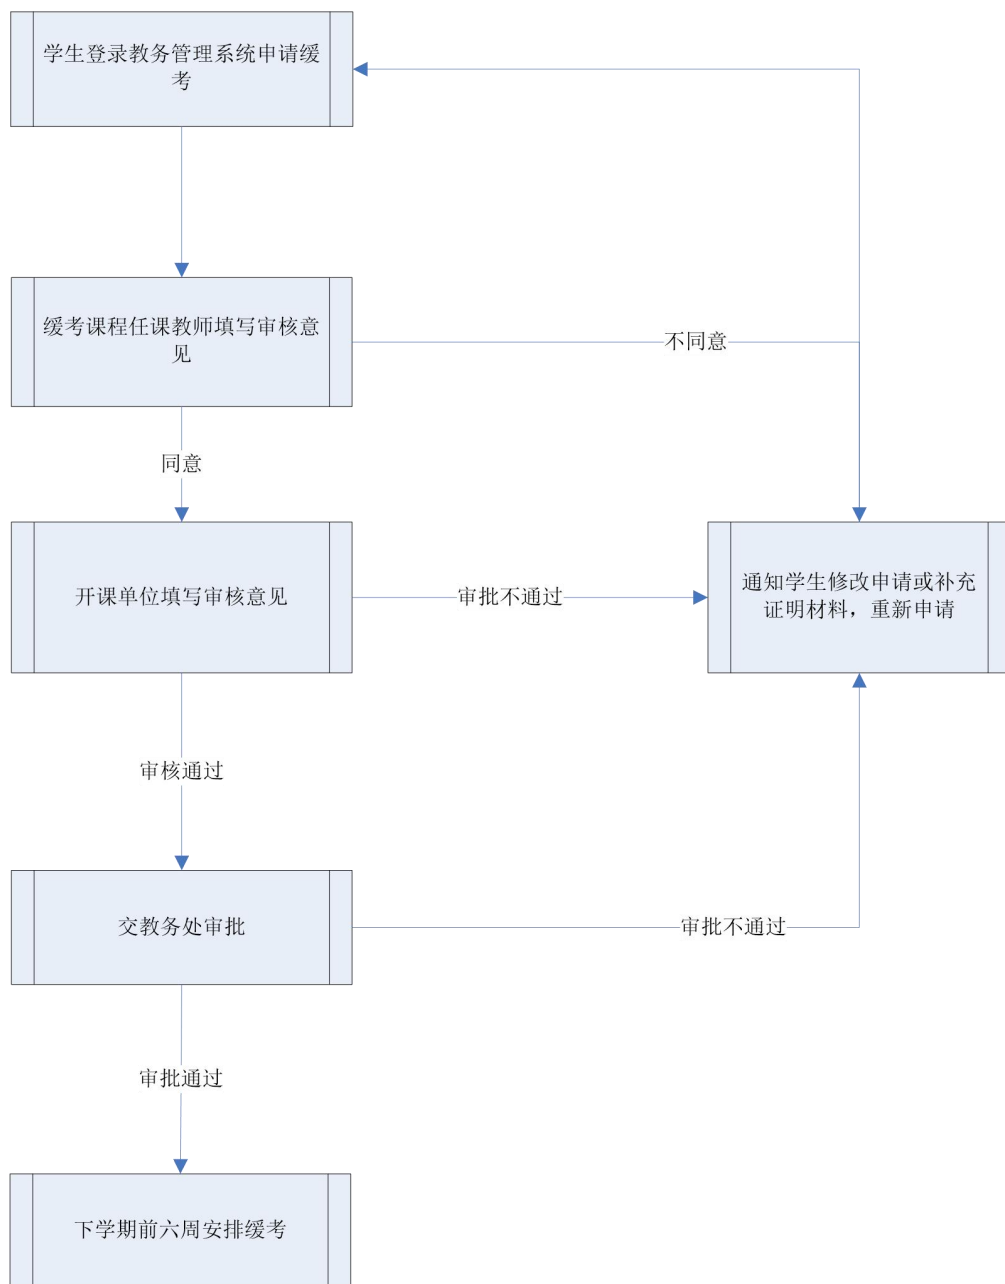 学生登录教务管理系统申请缓
考
缓考课程任课教师填写审核意
见
不同意
同意
开课单位填写审核意见
审批不通过
通知学生修改申请或补充
证明材料，重新申请
审核通过
交教务处审批
审批不通过
审批通过
下学期前六周安排缓考